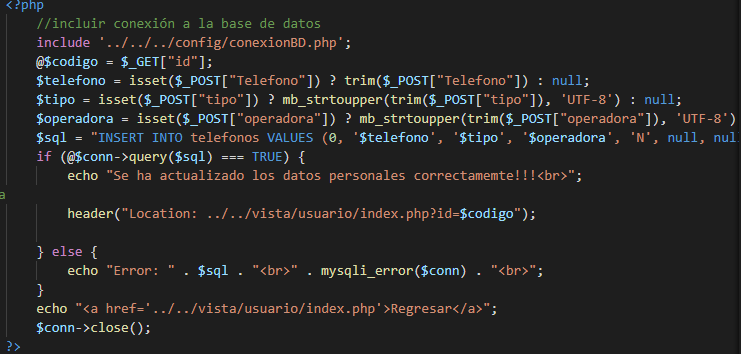 <?php
//incluir conexión a la base de datos
include '../../../config/conexionBD.php';
@$codigo = $_GET["id"];
$telefono = isset($_POST["Telefono"]) ? trim($_POST["Telefono"]) : null;
$tipo = isset($_POST["tipo"]) ? mb_strtoupper(trim($_POST["tipo"]), 'UTF-8') : null;
$operadora = isset($_POST["operadora"]) ? mb_strtoupper(trim($_POST["operadora"]), 'UTF-8')
$sql = "INSERT INTO telefonos VALUES (0, '$telefono', '$tipo', '$operadora', 'N', null, nul
if (@$conn->query($sql) === TRUE) {
echo "Se ha actualizado los datos personales correctamemte!!!<br>";
a
header("Location: ../../vista/usuario/index.php?id=$codigo");
} else {
echo "Error: " . $sql . "<br>" . mysqli_error($conn) . "<br>";
}
echo "<a href='../../vista/usuario/index.php'>Regresar</a>";
$conn->close();
?>